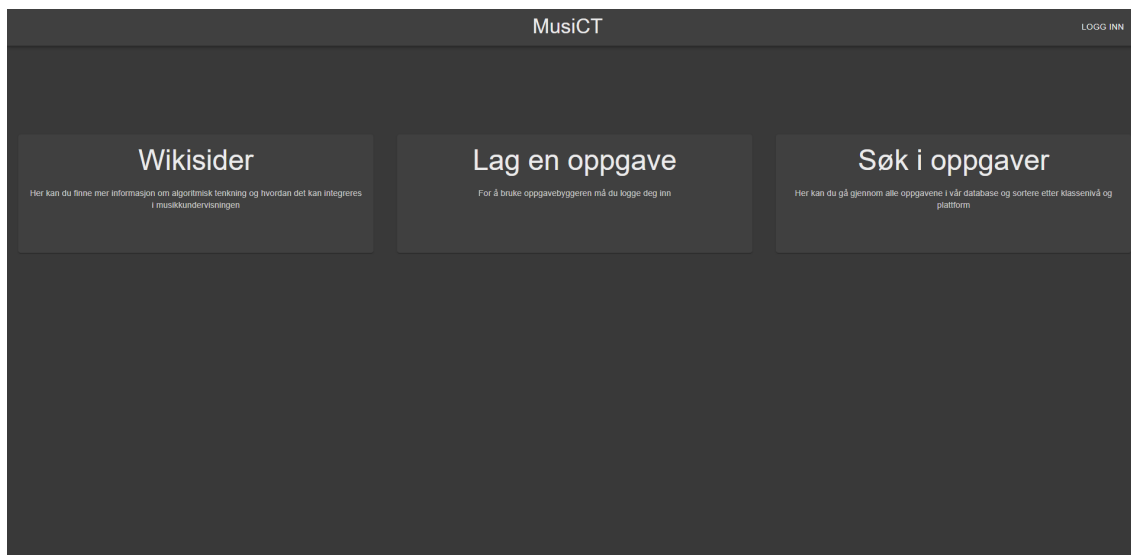 MusiCT
LOGG INN
Wikisider
Her kan du finne mer informasjon om algoritmisk tenkning og hvordan det kan integreres
i musikkundervisningen
Lag en oppgave
For å bruke oppgavebyggeren må du logge deg inn
Søk i oppgaver
Her kan du gå gjennom alle oppgavene i vår database og sortere etter klassenivå og
plattform